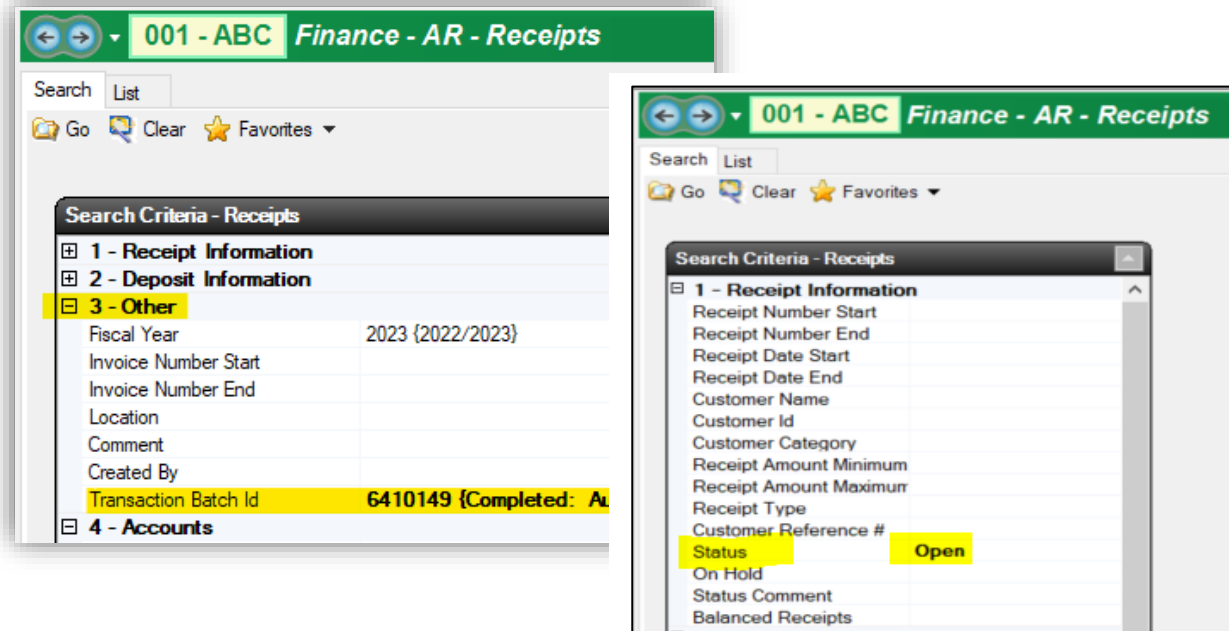 001 - ABC Finance - AR - Receipts
Search List
Go Clear Favorites
Search Criteria - Receipts
1 - Receipt Information
2 - Deposit Information
3 - Other
Fiscal Year 2023 {2022/2023}
Invoice Number Start
Invoice Number End
Location
Comment
Created By
Transaction Batch Id 6410149 {Completed: Au
4 - Accounts
001 - ABC Finance - AR - Receipts
Search List
Go Clear Favorites
Search Criteria - Receipts
1 - Receipt Information
Receipt Number Start
Receipt Number End
Receipt Date Start
Receipt Date End
Customer Name
Customer Id
Customer Category
Receipt Amount Minimum
Receipt Amount Maximum
Receipt Type
Customer Reference #
Status Open
On Hold
Status Comment
Balanced Receipts